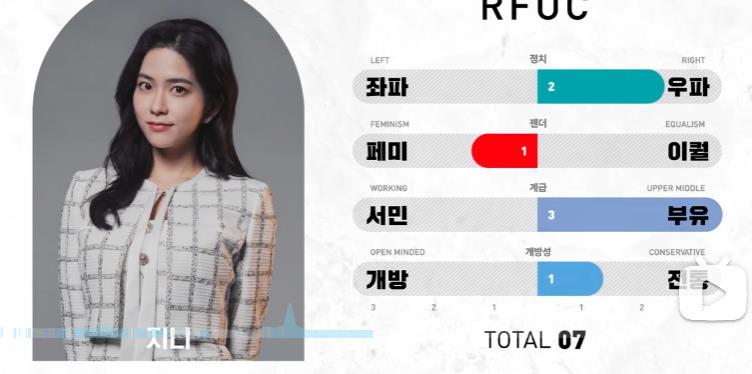 RFUC
LEFT 정치 RIGHT
좌파 2 우파
FEMINISM 젠더 EQUALISM
페미 1 이퀄
WORKING 계급 UPPER MIDDLE
서민 3 부유
OPEN MINDED 개방성 CONSERVATIVE
개방 1 전통
3 2 1 1 2
지니
TOTAL 07